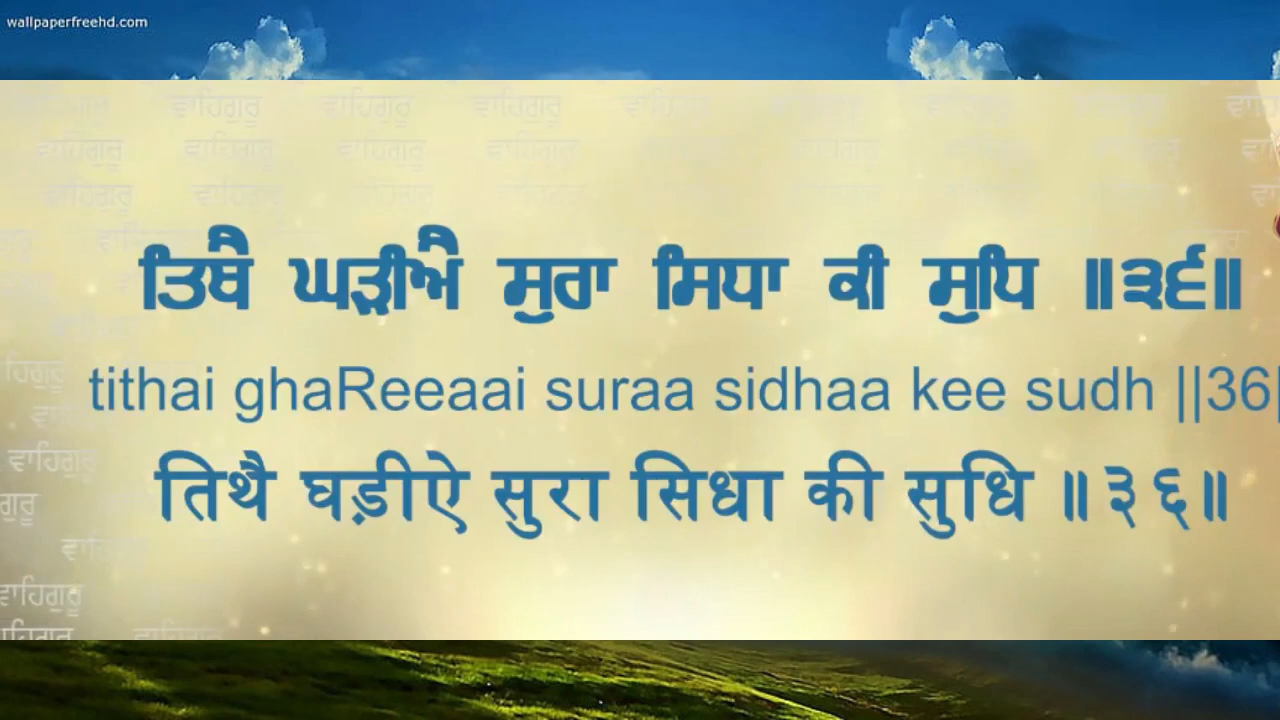 wallpaperfreehd.com
ਵਾਹਿਗੁਰੂ ਵਾਹਿਗੁਰੂ ਵਾਹਿਗੁਰੂ ਵਾਹਿਗੁਰੂ
ਵਾਹਿਗੁਰੂ ਵਾਹਿਗੁਰੂ ਵਾਹਿਗੁਰੂ ਵਾਹਿਗੁਰੂ
ਵਾਹਿਗੁਰੂ ਵਾਹਿਗੁਰੂ
ਤਿਥੈ ਘੜੀਐ ਸੁਰਾ ਸਿਧਾ ਕੀ ਸੁਧਿ ॥੩੬॥
tithai ghaReeaai suraa sidhaa kee sudh ||36|
तिथै घड़ीऐ सुरा सिधा की सुधि ॥३६॥
ਵਾਹਿਗੁਰੂ